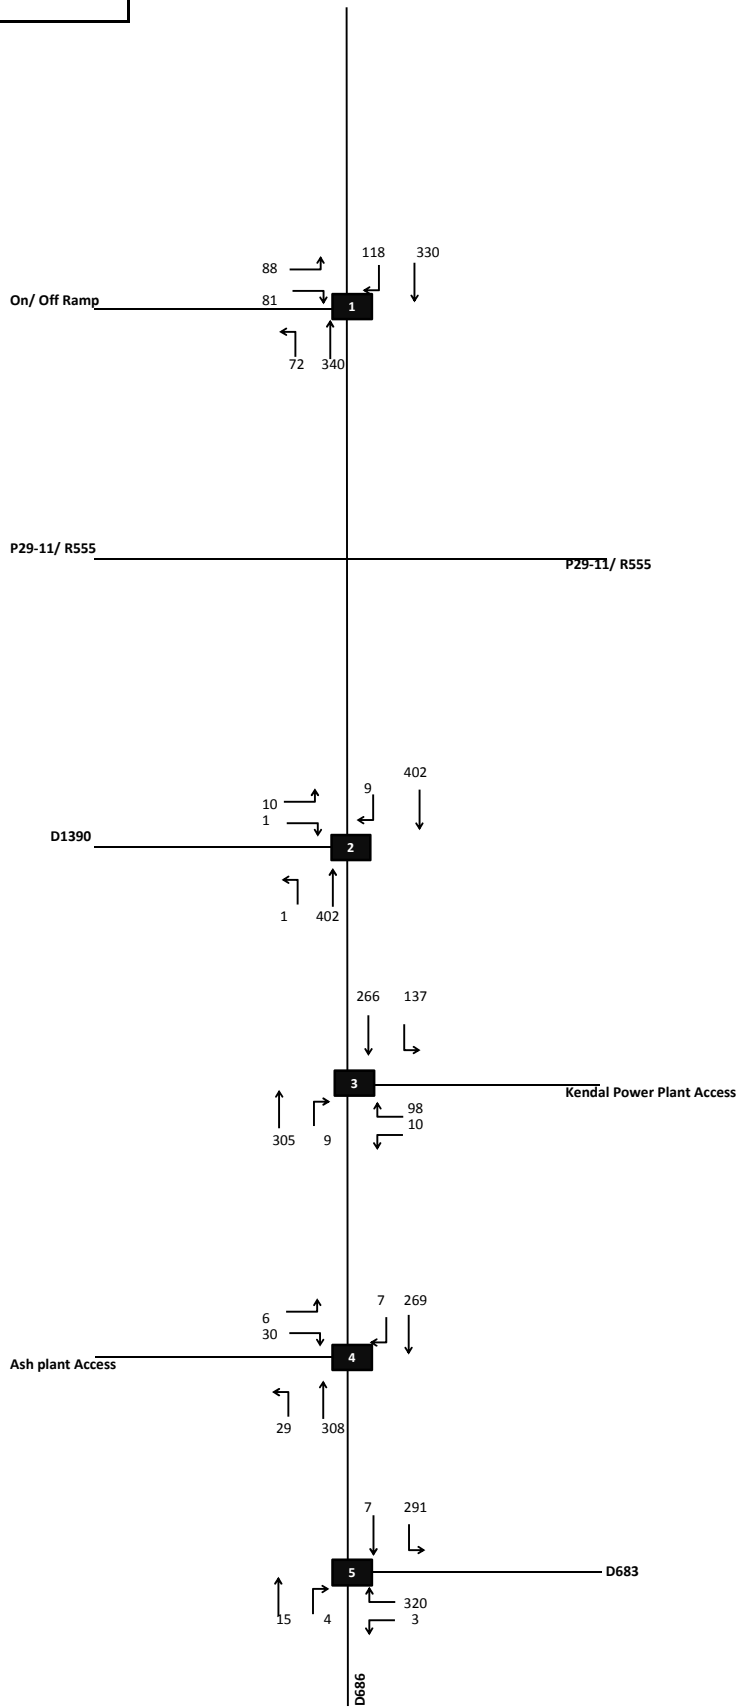 118 330
88
On/ Off Ramp 81 1
72 340
P29-11/ R555
P29-11/ R555
402
9
10
1
D1390 2
1 402
266 137
3
Kendal Power Plant Access
98
10
305 9
7 269
6
30
4
Ash plant Access
29 308
7 291
5 D683
320
15 4 3
D686